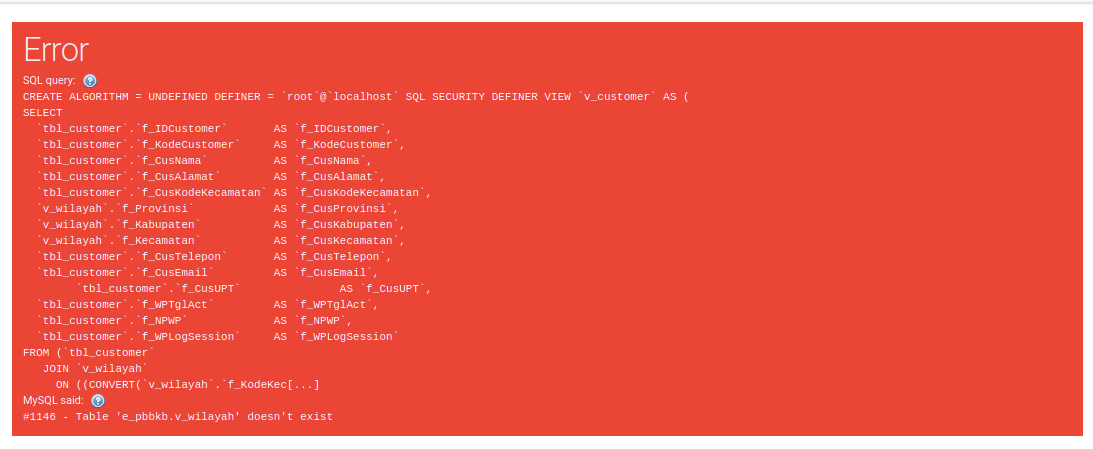 Error
SQL query:
CREATE ALGORITHM = UNDEFINED DEFINER = `root`@`localhost` SQL SECURITY DEFINER VIEW `v_customer` AS (
SELECT
`tbl_customer`.`f_IDCustomer` AS `f_IDCustomer`,
`tbl_customer`.`f_KodeCustomer` AS `f_KodeCustomer`,
`tbl_customer`.`f_CusNama` AS `f_CusNama`,
`tbl_customer`.`f_CusAlamat` AS `f_CusAlamat`,
`tbl_customer`.`f_CusKodeKecamatan` AS `f_CusKodeKecamatan`,
`v_wilayah`.`f_Provinsi` AS `f_CusProvinsi`,
`v_wilayah`.`f_Kabupaten` AS `f_CusKabupaten`,
`v_wilayah`.`f_Kecamatan` AS `f_CusKecamatan`,
`tbl_customer`.`f_CusTelepon` AS `f_CusTelepon`,
`tbl_customer`.`f_CusEmail` AS `f_CusEmail`,
`tbl_customer`.`f_CusUPT` AS `f_CusUPT`,
`tbl_customer`.`f_WPTglAct` AS `f_WPTglAct`,
`tbl_customer`.`f_NPWP` AS `f_NPWP`,
`tbl_customer`.`f_WPLogSession` AS `f_WPLogSession`
FROM (`tbl_customer`
JOIN `v_wilayah`
ON ((CONVERT(`v_wilayah`.`f_KodeKec[...]
MySQL said:
#1146 - Table 'e_pbbkb.v_wilayah' doesn't exist